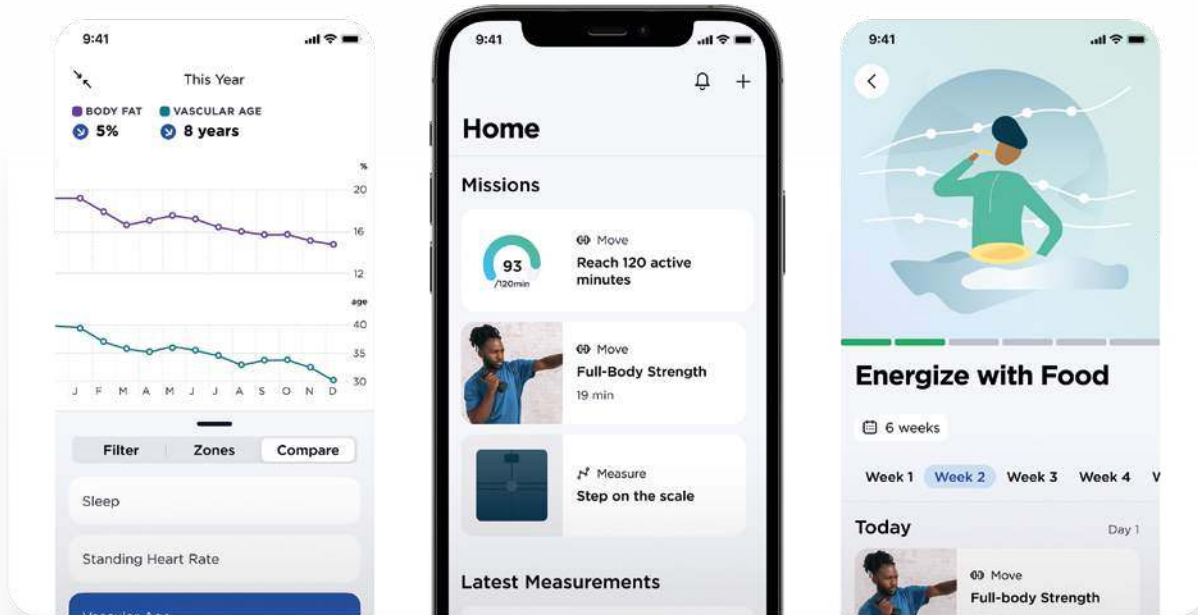 9:41
This Year
BODY FAT VASCULAR AGE
5% 8 years
%
20
16
12
age
40
35
30
J F M A M J J A S O N D
Filter Zones Compare
Sleep
Standing Heart Rate
Vascular Age
9:41
Home
Missions
93
/120min
Move
Reach 120 active
minutes
Move
Full-Body Strength
19 min
Measure
Step on the scale
Latest Measurements
9:41
Energize with Food
6 weeks
Week 1 Week 2 Week 3 Week 4
Today Day 1
Move
Full-body Strength